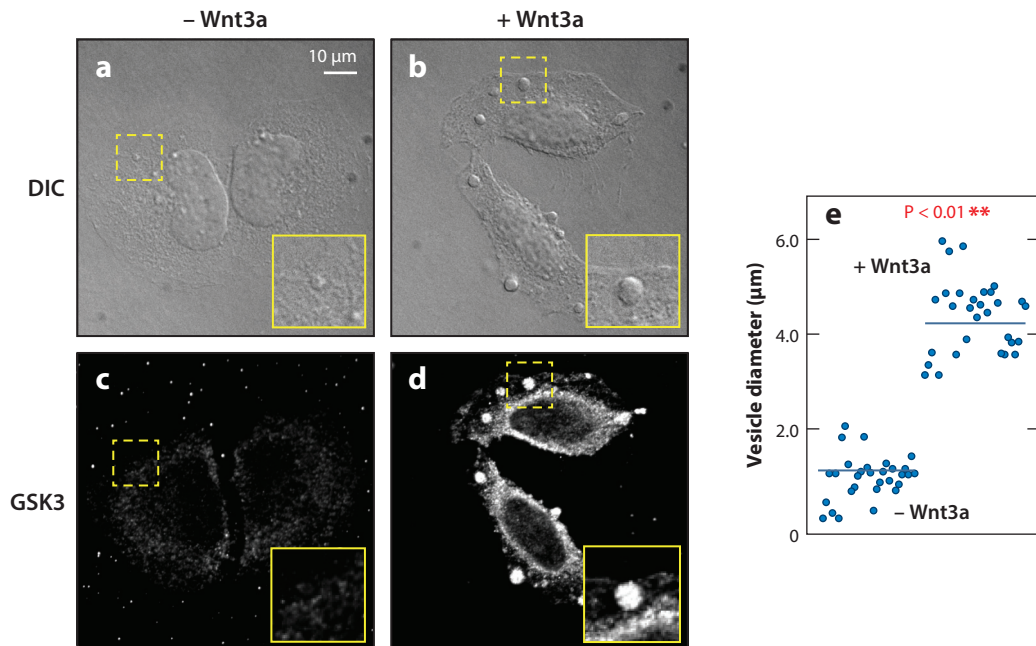 – Wnt3a
+ Wnt3a
a
10 μm
b
DIC
c
d
GSK3
e
P < 0.01 **
Vesicle diameter (μm)
6.0
+ Wnt3a
4.0
2.0
– Wnt3a
0